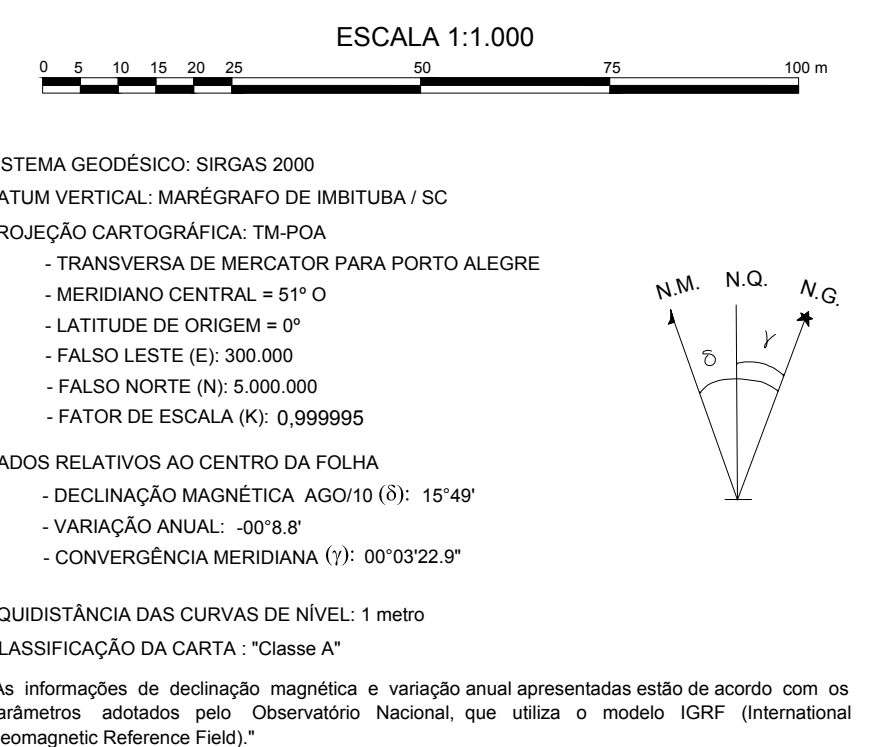 ESCALA 1:1.000
0 5 10 15 20 25 50 75 100 m
ISTEMA GEODÉSICO: SIRGAS 2000
ATUM VERTICAL: MARÉGRAFO DE IMBITUBA / SC
ROJEÇÃO CARTOGRÁFICA: TM-POA
- TRANSVERSA DE MERCATOR PARA PORTO ALEGRE
- MERIDIANO CENTRAL = 51º O
- LATITUDE DE ORIGEM = 0º
- FALSO LESTE (E): 300.000
- FALSO NORTE (N): 5.000.000
- FATOR DE ESCALA (K): 0,999995
N.M. N.Q. N.G.
δ γ
ADOS RELATIVOS AO CENTRO DA FOLHA
- DECLINAÇÃO MAGNÉTICA AGO/10 (δ): 15°49'
- VARIAÇÃO ANUAL: -00°8.8'
- CONVERGÊNCIA MERIDIANA (γ): 00°03'22.9"
QUIDISTÂNCIA DAS CURVAS DE NÍVEL: 1 metro
LASSIFICAÇÃO DA CARTA : "Classe A"
As informações de declinação magnética e variação anual apresentadas estão de acordo com os
arâmetros adotados pelo Observatório Nacional, que utiliza o modelo IGRF (International
eomagnetic Reference Field)."